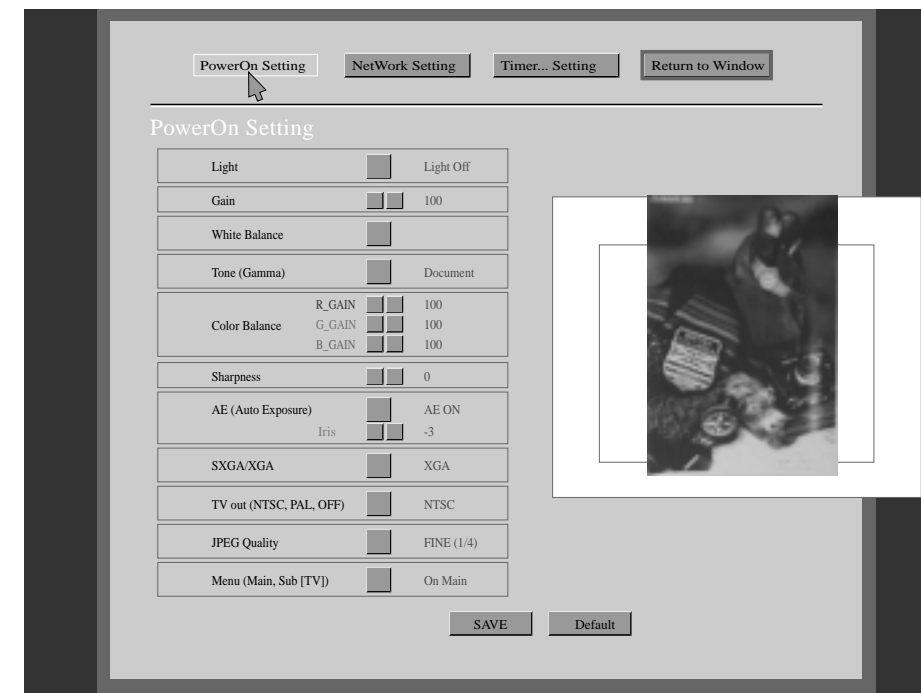 PowerOn Setting
NetWork Setting
Timer... Setting
Return to Window
PowerOn Setting
Light Light Off
Gain 100
White Balance
Tone (Gamma) Document
R_GAIN 100
Color Balance G_GAIN 100
B_GAIN 100
Sharpness 0
AE (Auto Exposure) AE ON
Iris -3
SXGA/XGA XGA
TV out (NTSC, PAL, OFF) NTSC
JPEG Quality FINE (1/4)
Menu (Main, Sub [TV]) On Main
SAVE
Default